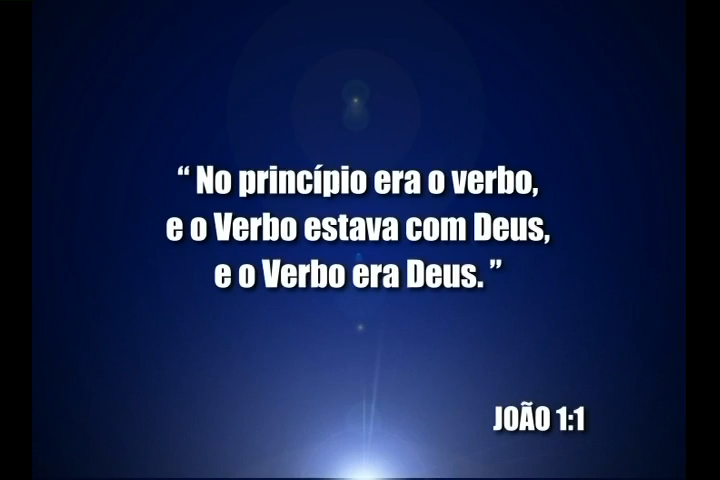 “ No princípio era o verbo,
e o Verbo estava com Deus,
e o Verbo era Deus. ”
JOÃO 1:1